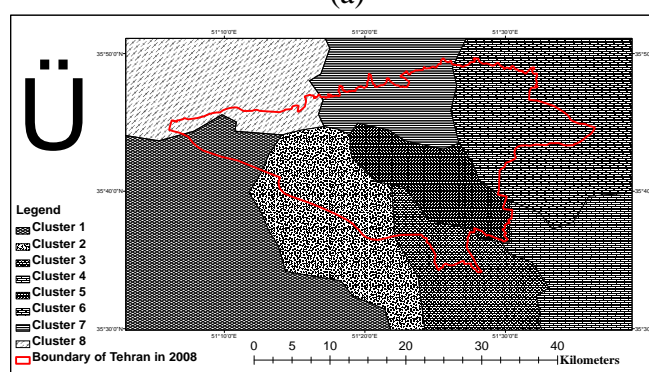 (a)
51°10'0"E 51°20'0"E 51°30'0"E
35°50'0"N 35°50'0"N
Ü
35°40'0"N 35°40'0"N
Legend
Cluster 1
Cluster 2
Cluster 3
Cluster 4
Cluster 5
Cluster 6
Cluster 7
Cluster 8
Boundary of Tehran in 2008
35°30'0"N 35°30'0"N
51°10'0"E 51°20'0"E 51°30'0"E
0 5 10 20 30 40
Kilometers